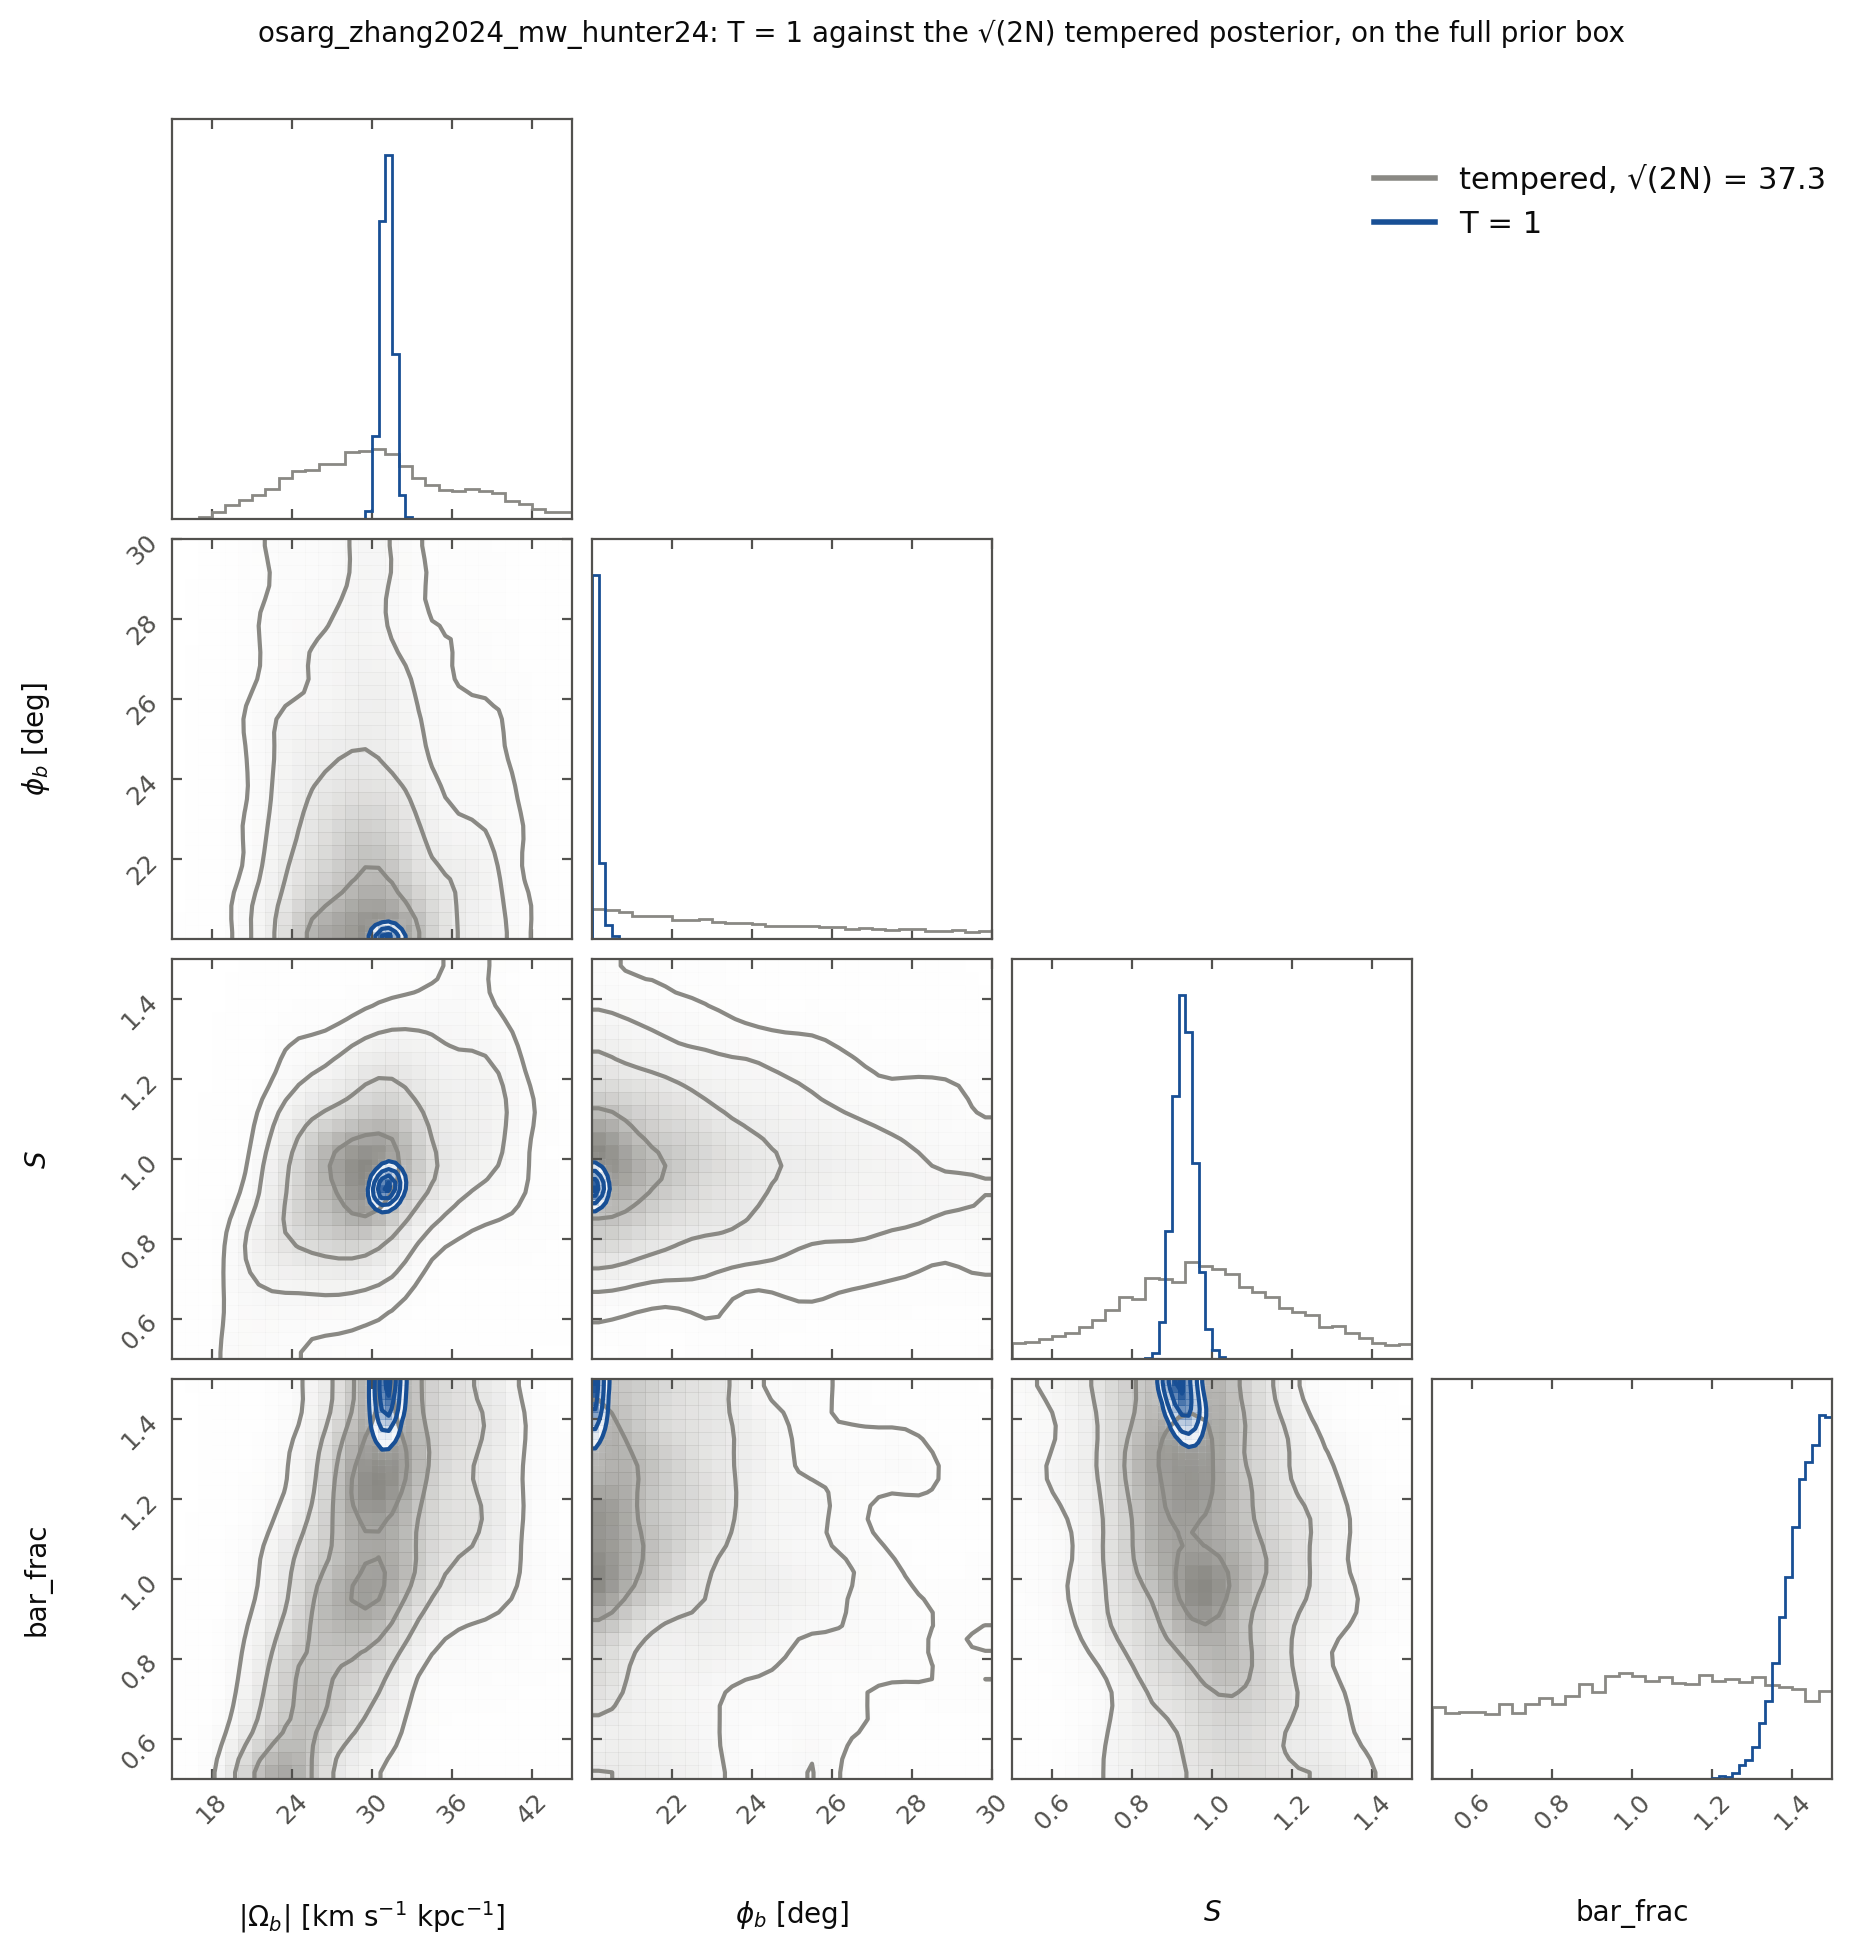 osarg_zhang2024_mw_hunter24: T = 1 against the √(2N) tempered posterior, on the full prior box
tempered, √(2N) = 37.3
T = 1
30
28
26
24
22
ϕ_b [deg]
1.4
1.2
1.0
0.8
0.6
S
1.4
1.2
1.0
0.8
0.6
bar_frac
18 24 30 36 42 22 24 26 28 30 0.6 0.8 1.0 1.2 1.4 0.6 0.8 1.0 1.2 1.4
|Ω_b| [km s⁻¹ kpc⁻¹] ϕ_b [deg] S bar_frac